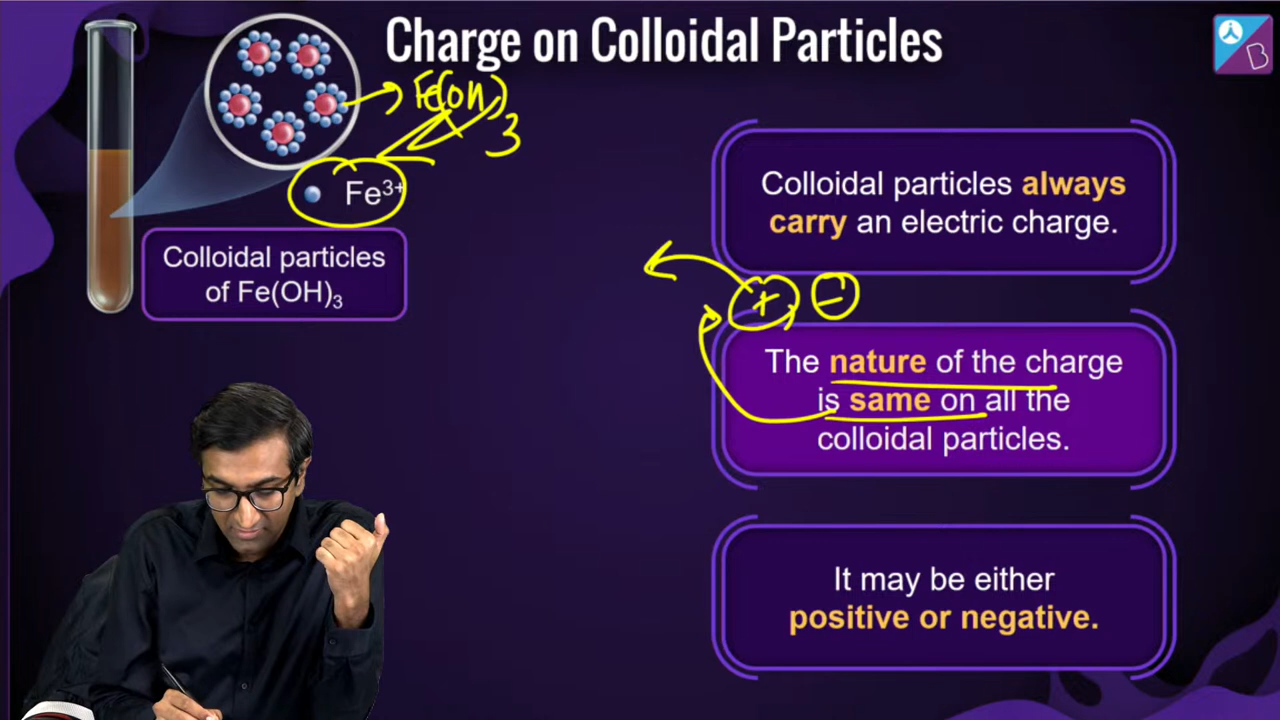 Charge on Colloidal Particles
Fe(OH)3
Fe³⁺
Colloidal particles
of Fe(OH)₃
Colloidal particles always
carry an electric charge.
+, −
The nature of the charge
is same on all the
colloidal particles.
It may be either
positive or negative.
B